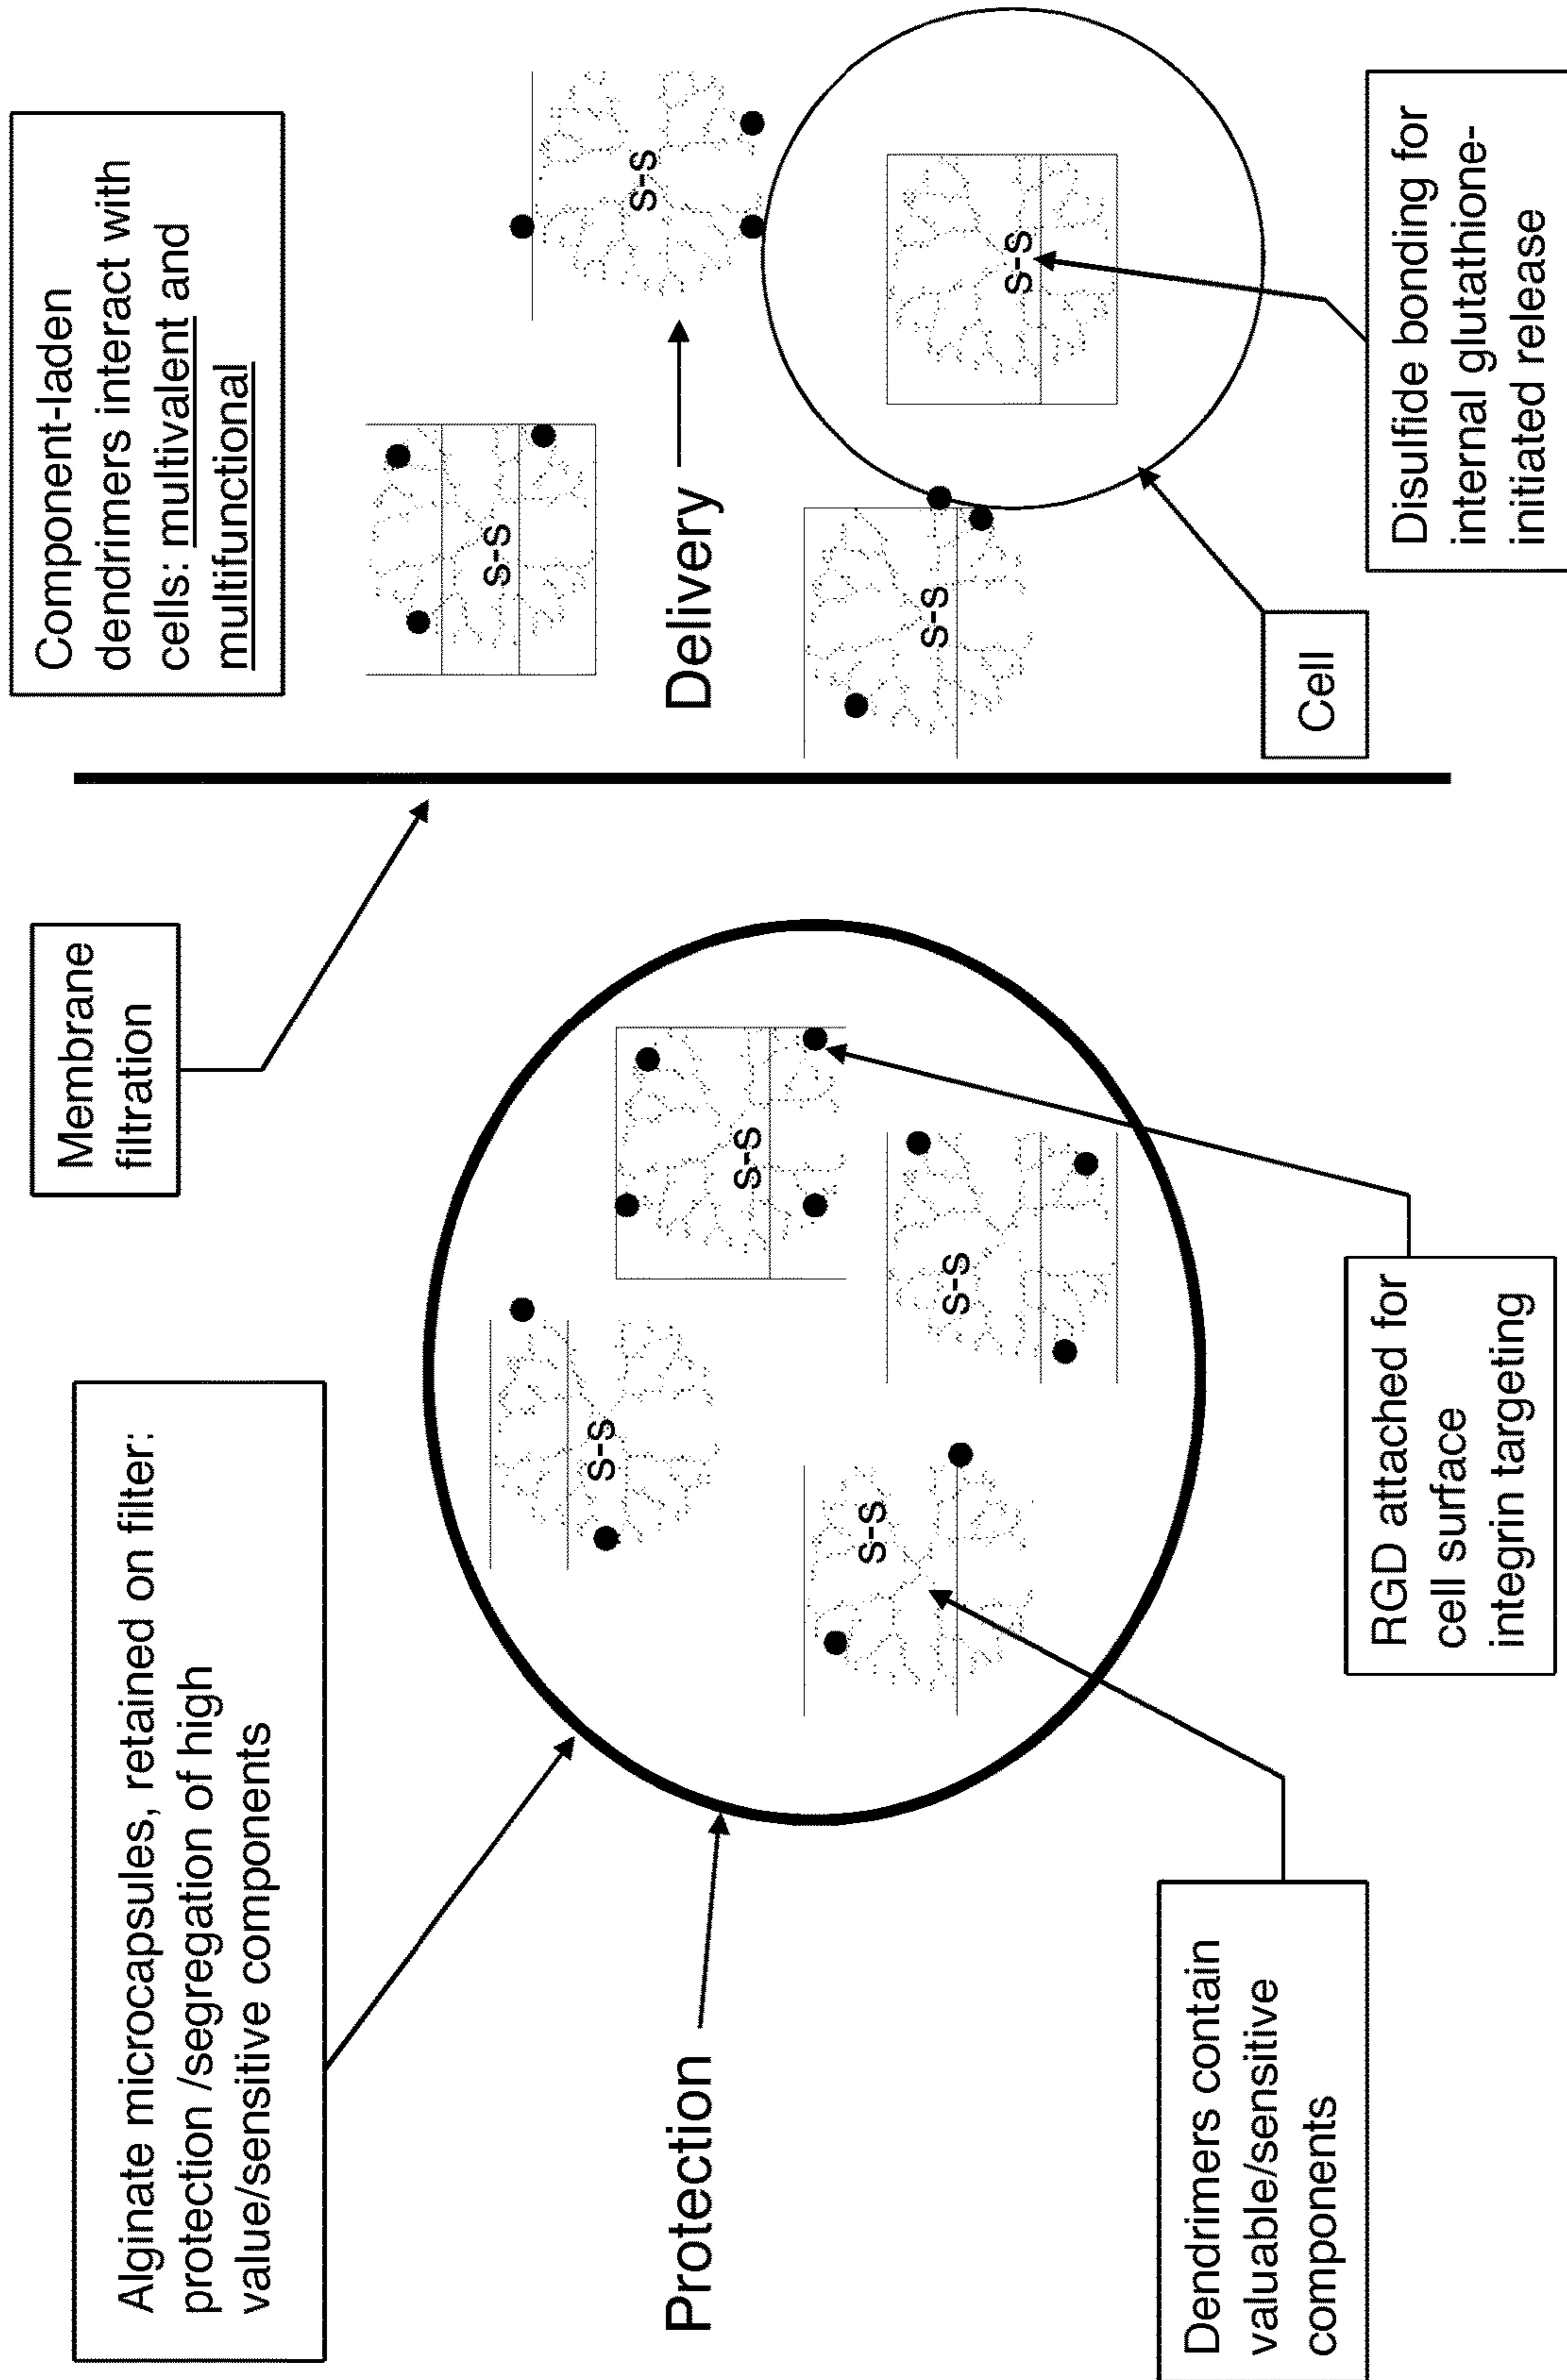 Alginate microcapsules, retained on filter:
protection /segregation of high
value/sensitive components
Membrane
filtration
Component-laden
dendrimers interact with
cells: multivalent and
multifunctional
Protection
S-S
S-S
S-S
S-S
Delivery
S-S
S-S
S-S
S-S
Dendrimers contain
valuable/sensitive
components
RGD attached for
cell surface
integrin targeting
Cell
Disulfide bonding for
internal glutathione-
initiated release